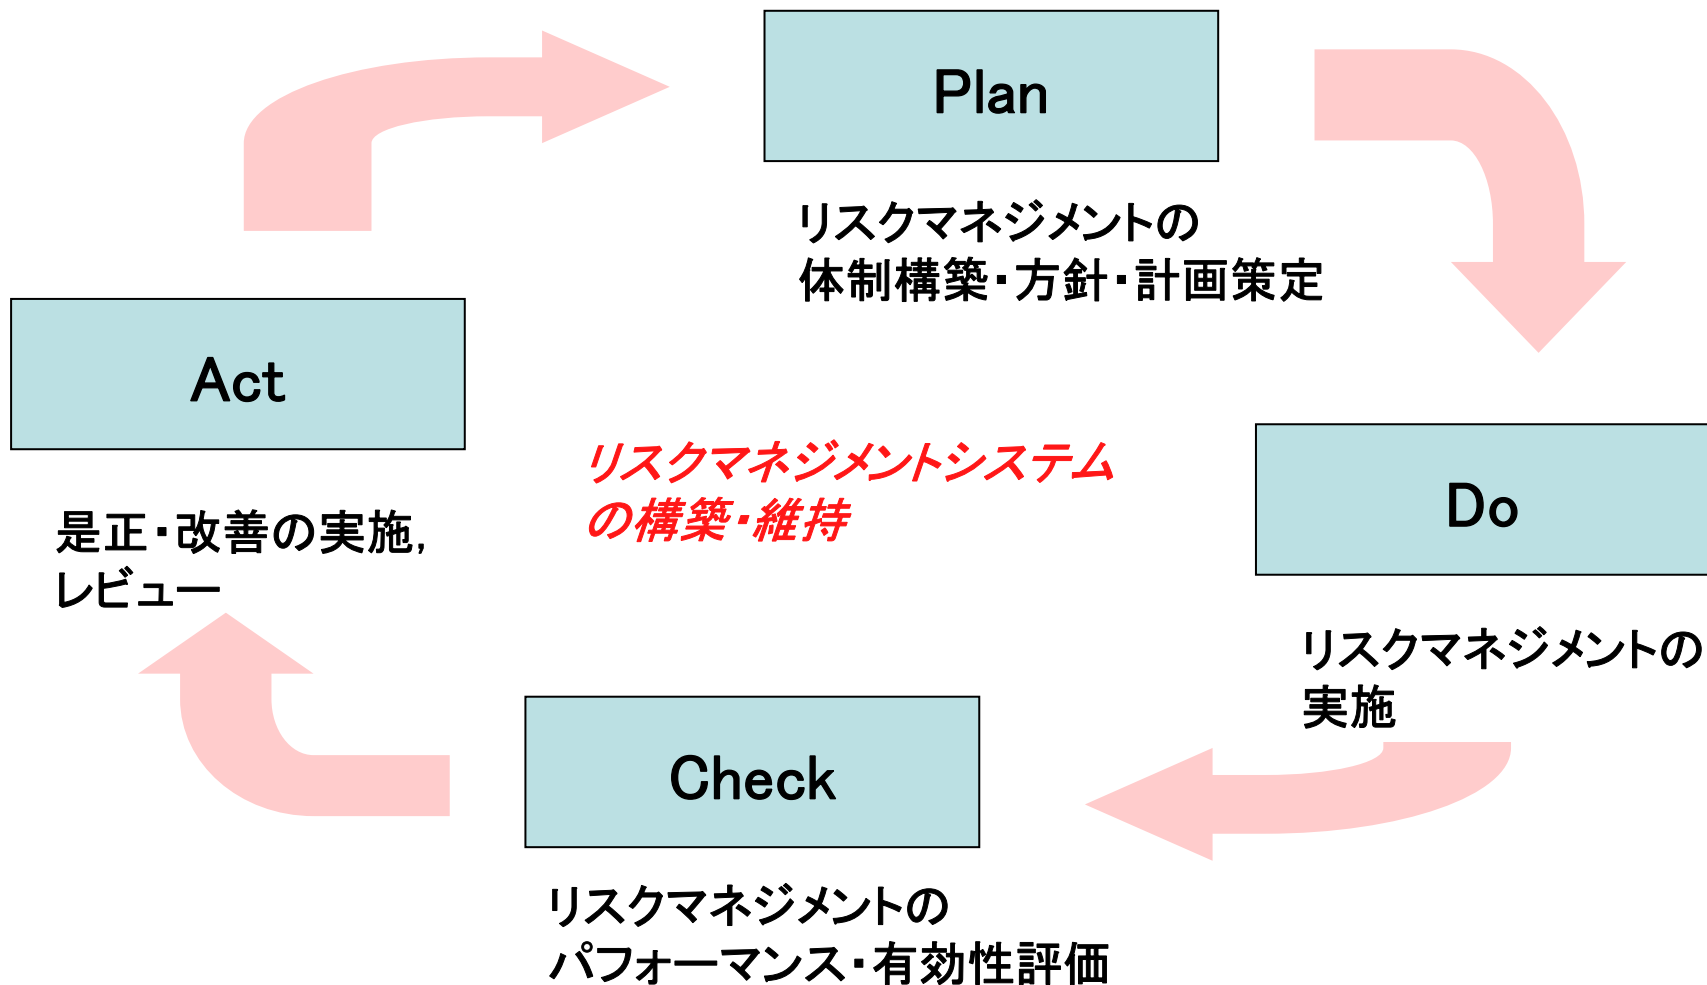 Plan
リスクマネジメントの
体制構築・方針・計画策定
Act
是正・改善の実施,
レビュー
リスクマネジメントシステム
の構築・維持
Do
リスクマネジメントの
実施
Check
リスクマネジメントの
パフォーマンス・有効性評価